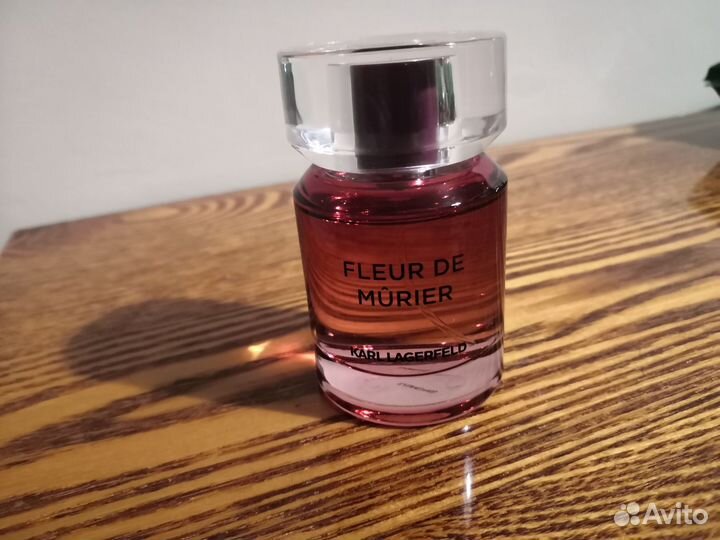 FLEUR DE
MÛRIER
KARL LAGERFELD
Avito